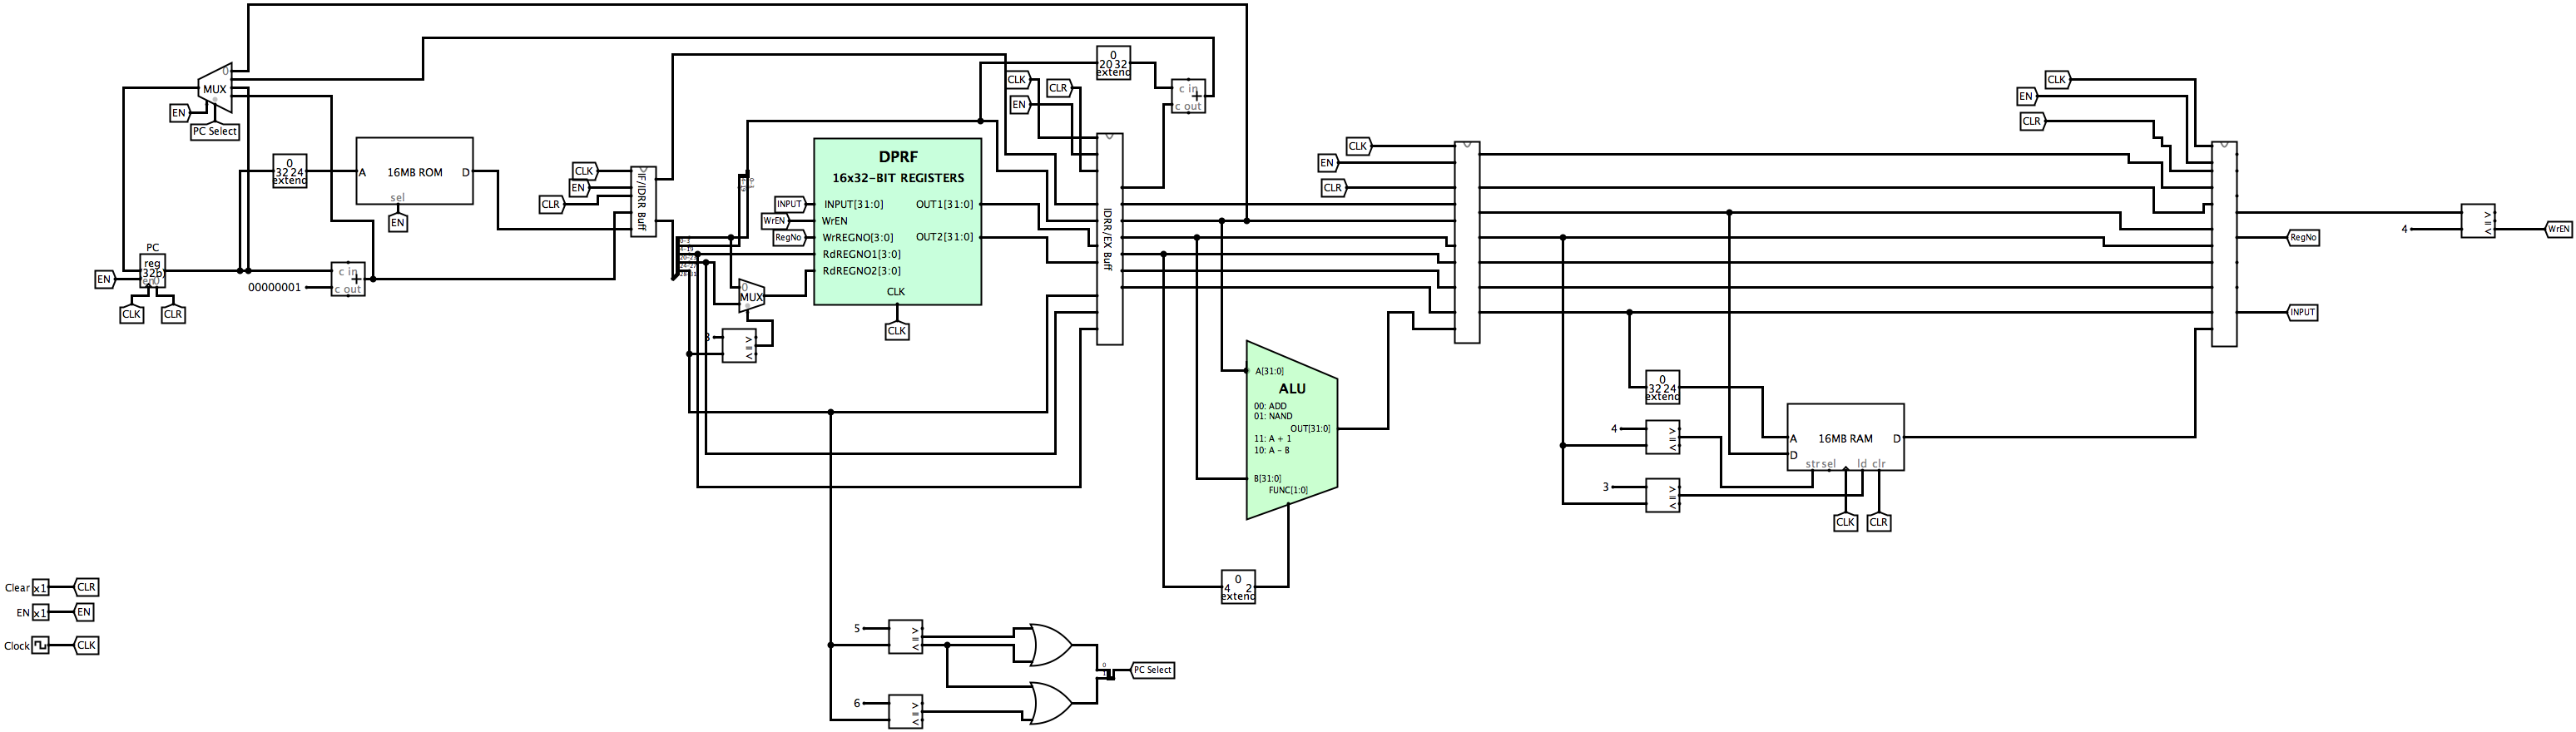 0
MUX
EN
PC Select
0
32 24
extend
A
16MB ROM
D
sel
EN
PC
reg
(32b)
en0
EN
CLK
CLR
c in
+
c out
00000001
CLK
EN
CLR
IF/IDRR Buff
DPRF
16x32-BIT REGISTERS
INPUT
INPUT[31:0]
OUT1[31:0]
WrEN
WrEN
RegNo
WrREGNO[3:0]
OUT2[31:0]
RdREGNO1[3:0]
RdREGNO2[3:0]
CLK
CLK
0
MUX
>
=
<
CLK
CLR
EN
0
20 32
extend
c in
+
c out
IDRR/EX Buff
A[31:0]
ALU
00: ADD
01: NAND
OUT[31:0]
11: A + 1
10: A - B
B[31:0]
FUNC[1:0]
0
4 2
extend
CLK
EN
CLR
0
32 24
extend
4
>
=
<
3
>
=
<
A
16MB RAM
D
D
str sel
ld clr
CLK
CLR
CLK
EN
CLR
RegNo
INPUT
4
>
=
<
WrEN
Clear
x1
CLR
EN
x1
EN
Clock
CLK
5
>
=
<
6
>
=
<
0
1
PC Select